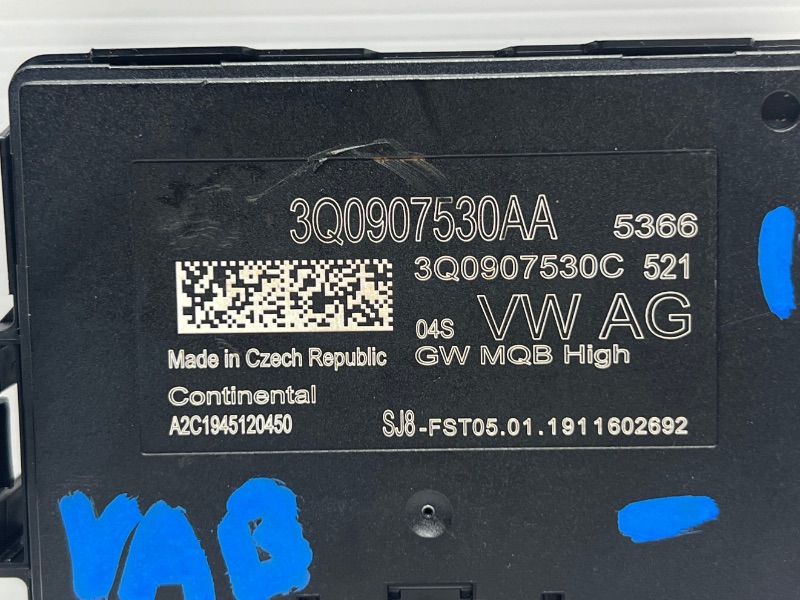 3Q0907530AA 5366
3Q0907530C 521
04S VW AG
Made in Czech Republic GW MQB High
Continental
A2C1945120450 SJ8-FST05.01.1911602692
VAB